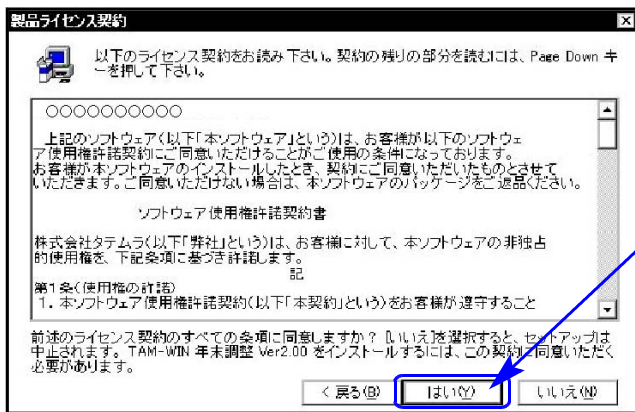 製品ライセンス契約
以下のライセンス契約をお読み下さい。契約の残りの部分を読むには、Page Down キ
ーを押して下さい。
○○○○○○○○○○
上記のソフトウェア(以下「本ソフトウェア」という)は、お客様が以下のソフトウェ
ア使用権許諾契約にご同意いただけることがご使用の条件になっております。
お客様が本ソフトウェアのインストールしたとき、契約にご同意いただいたものとさせて
いただきます。ご同意いただけない場合は、本ソフトウェアのパッケージをご返品ください。
ソフトウェア使用権許諾契約書
株式会社タテムラ(以下「弊社」という)は、お客様に対して、本ソフトウェアの非独占
的使用権を、下記条項に基づき許諾します。
記
第1条(使用権の許諾)
1. 本ソフトウェア使用権許諾契約(以下「本契約」という)をお客様が遵守すること
前述のライセンス契約のすべての条項に同意しますか? [いいえ]を選択すると、セットアップは
中止されます。 TAM-WIN 年末調整 Ver2.00 をインストールするには、この契約に同意いただく
必要があります。
< 戻る(B)
はい(Y)
いいえ(N)